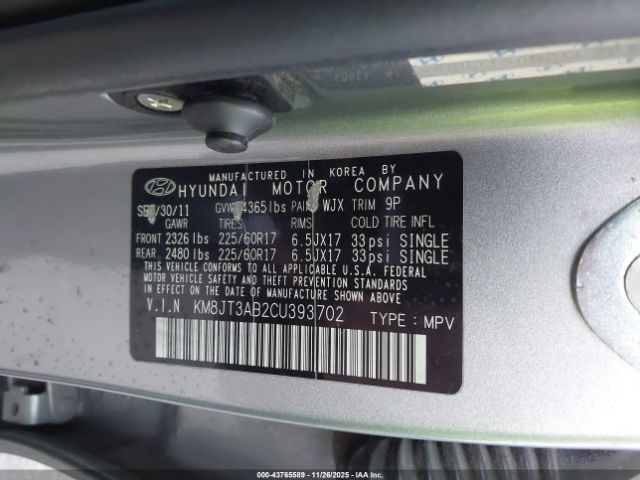 MANUFACTURED IN KOREA BY
HYUNDAI MOTOR COMPANY
SEP/30/11 4365lbs WJX TRIM 9P
GAWR TIRES RIMS COLD TIRE INFL
FRONT 2326 lbs 225/60R17 6.5JX17 33psi SINGLE
REAR 2480 lbs 225/60R17 6.5JX17 33psi SINGLE
THIS VEHICLE CONFORMS TO ALL APPLICABLE U.S.A. FEDERAL
MOTOR VEHICLE SAFETY AND THEFT PREVENTION STANDARDS
IN EFFECT ON THE DATE OF MANUFACTURE SHOWN ABOVE.
V.I.N KM8JT3AB2CU393702 TYPE: MPV
000-43765589 | 11/26/2025 - IAA Inc.